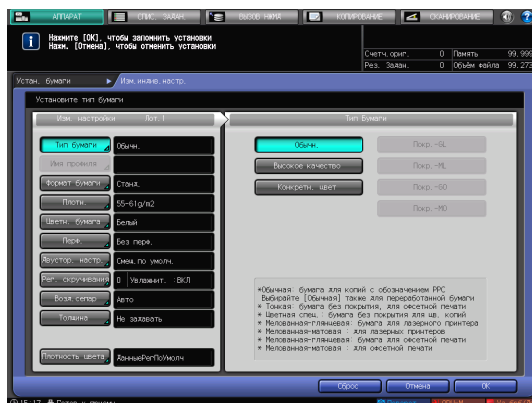 АППАРАТ
СПИС. ЗАДАН.
ВЫЗОВ НЖМД
КОПИРОВАНИЕ
СКАНИРОВАНИЕ
Нажмите [OK], чтобы запомнить установки
Нажм. [Отмена], чтобы отменить установки
Счетч.ориг. 0 Память 99.999
Рез. Задан. 0 Объём файла 99.273
Устан. бумаги
Изм.индив.настр.
Установите тип бумаги
Изм. настройки Лот.1
Тип Бумаги
Тип бумаги Обычн.
Имя профиля
Формат бумаги Станд.
Плотн. 55-61g/m2
Цветн. бумага Белая
Перф. Без перф.
Двустор. настр. Смещ.по умолч.
Рег. скручивания 0 Увлажнит. :ВКЛ
Возд.сепар Авто
Толщина Не задавать
Плотность цвета ДанныеРегПоУмолч
Обычн.
Покр.-GL
Высокое качество
Покр.-ML
Конкретн. цвет
Покр.-GO
Покр.-MO
*Обычная: бумага для копий с обозначением PPC
Выбирайте [Обычная] также для переработанной бумаги
* Тонкая: бумага без покрытия, для офсетной печати
* Цветная спец.: бумага без покрытия для цв. копий
* Мелованная-глянцевая: бумага для лазерного принтера
* Мелованная-матовая : для лазерных принтеров
* Мелованная-глянцевая: бумага для офсетной печати
* Мелованная-матовая : для офсетной печати
Сброс
Отмена
OK